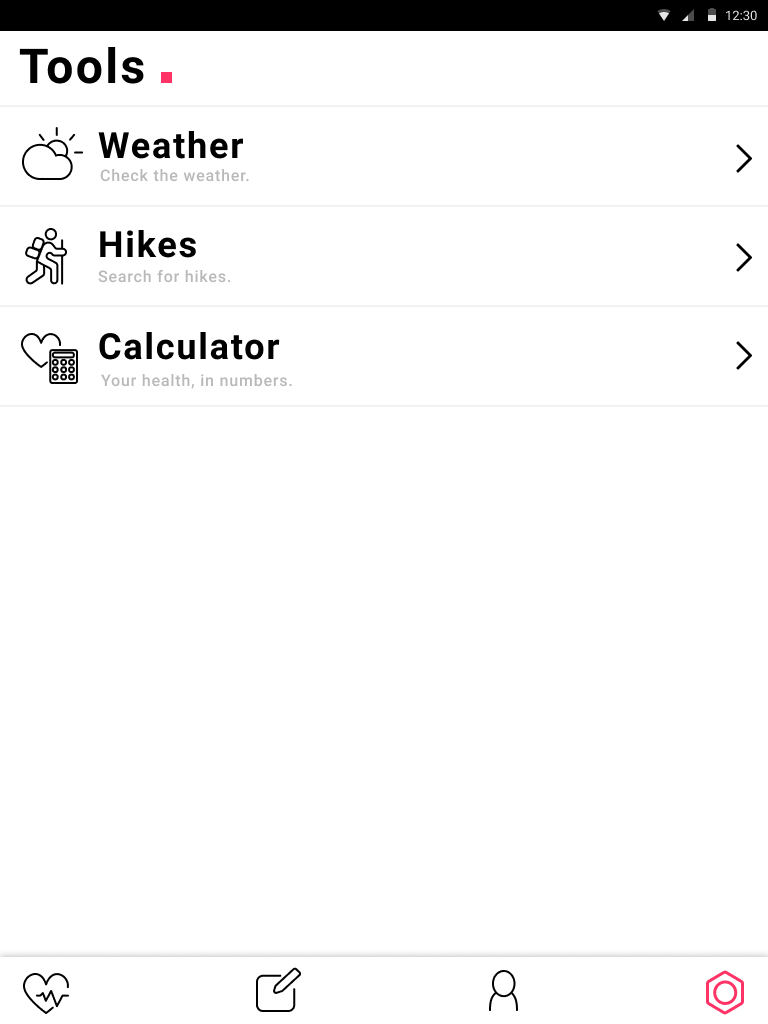 12:30
Tools .
Weather
Check the weather.
Hikes
Search for hikes.
Calculator
Your health, in numbers.